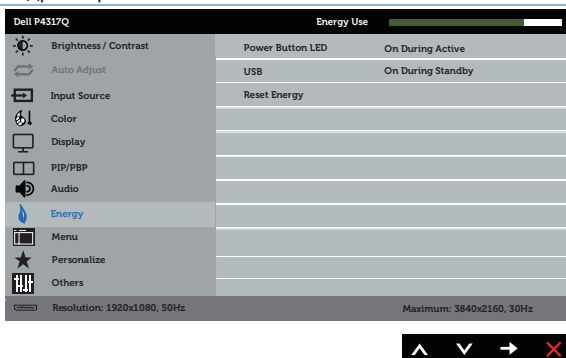 Dell P4317Q Energy Use
Brightness / Contrast Power Button LED On During Active
Auto Adjust USB On During Standby
Input Source Reset Energy
Color
Display
PIP/PBP
Audio
Energy
Menu
Personalize
Others
Resolution: 1920x1080, 50Hz Maximum: 3840x2160, 30Hz